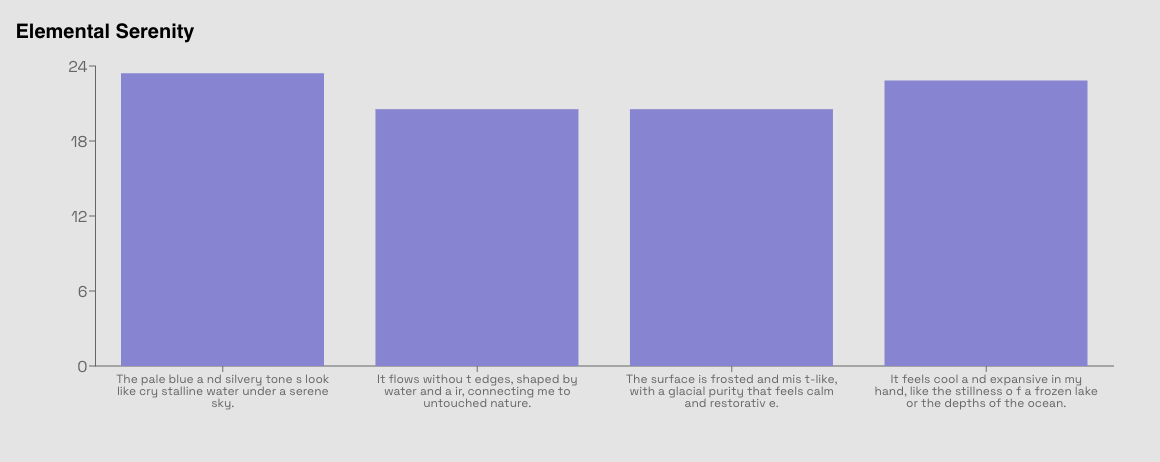 Elemental Serenity
24
18
12
6
0
The pale blue a nd silvery tone s look
like cry stalline water under a serene
sky.
It flows withou t edges, shaped by
water and a ir, connecting me to
untouched nature.
The surface is frosted and mis t-like,
with a glacial purity that feels calm
and restorativ e.
It feels cool a nd expansive in my
hand, like the stillness o f a frozen lake
or the depths of the ocean.